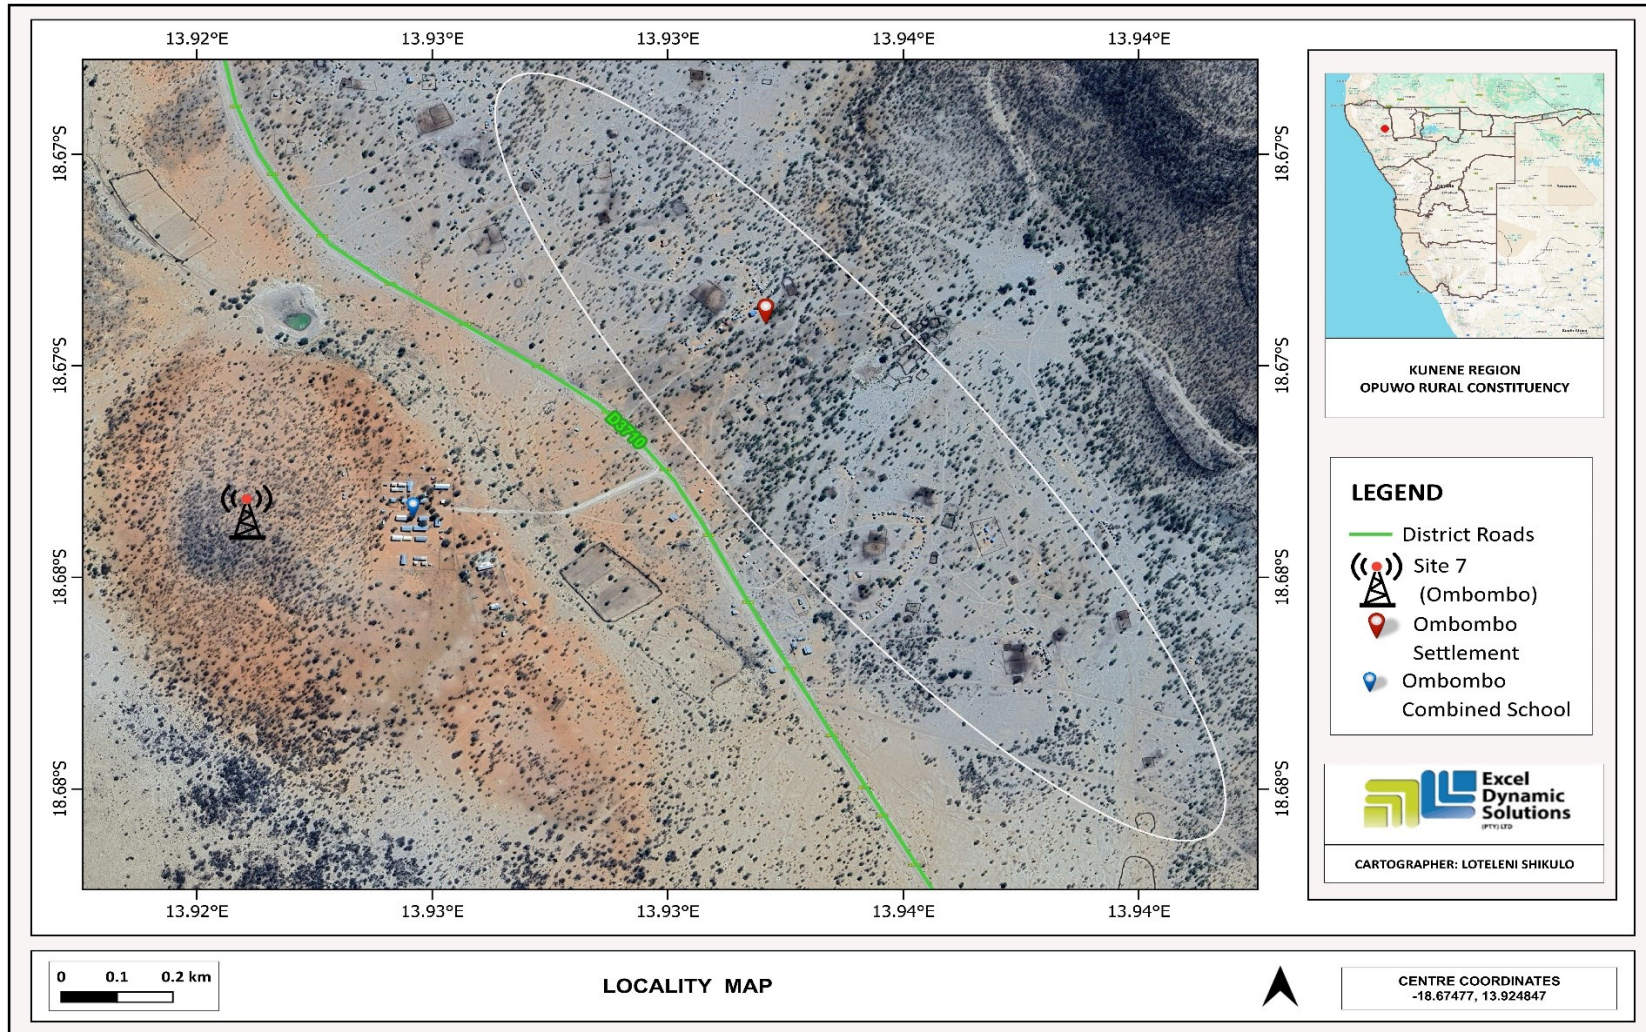 13.92°E 13.93°E 13.93°E 13.94°E 13.94°E
18.67°S
18.67°S
18.68°S
18.68°S
D3710
18.67°S
18.67°S
18.68°S
18.68°S
13.92°E 13.93°E 13.93°E 13.94°E 13.94°E
KUNENE REGION
OPUWO RURAL CONSTITUENCY
LEGEND
District Roads
Site 7
(Ombombo)
Ombombo
Settlement
Ombombo
Combined School
Excel
Dynamic
Solutions
(PTY) LTD
CARTOGRAPHER: LOTELENI SHIKULO
0 0.1 0.2 km
LOCALITY MAP
CENTRE COORDINATES
-18.67477, 13.924847